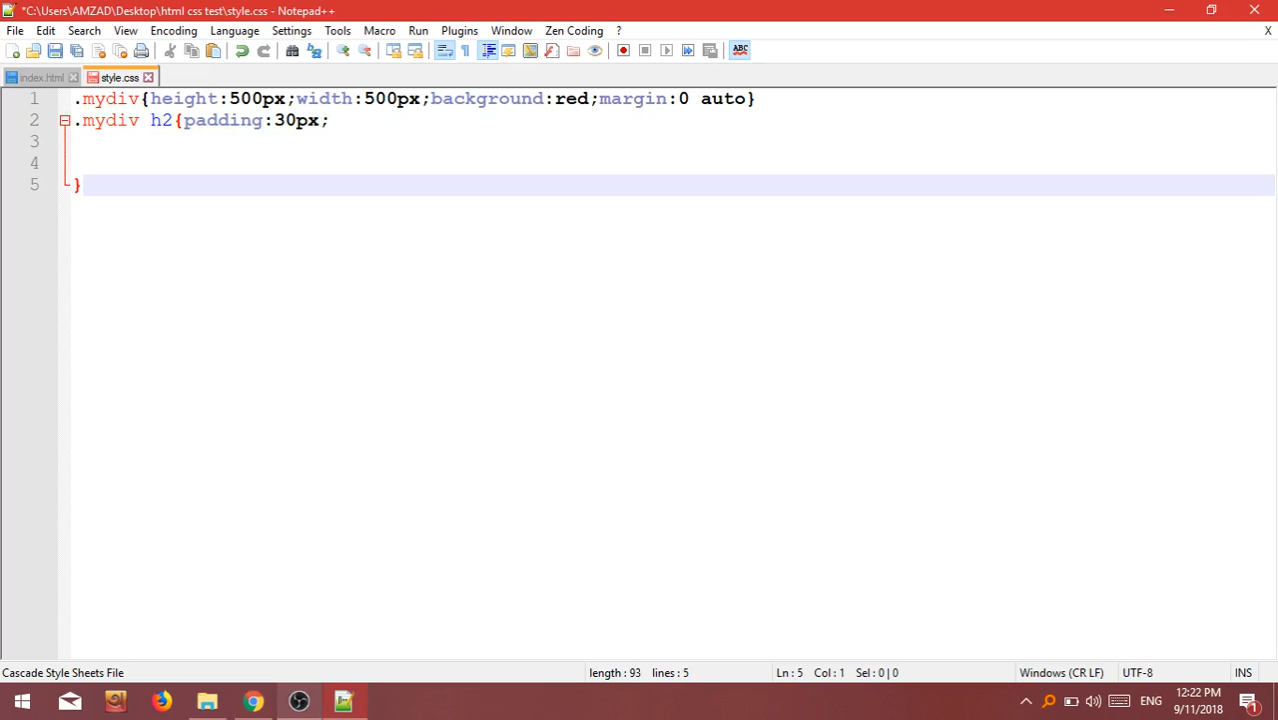 *C:\Users\AMZAD\Desktop\html css test\style.css - Notepad++
File Edit Search View Encoding Language Settings Tools Macro Run Plugins Window Zen Coding ? X
index.html style.css
1 .mydiv{height:500px;width:500px;background:red;margin:0 auto}
2 .mydiv h2{padding:30px;
3
4
5 }
Cascade Style Sheets File length : 93 lines : 5 Ln : 5 Col : 1 Sel : 0 | 0 Windows (CR LF) UTF-8 INS
ENG 12:22 PM
9/11/2018 1